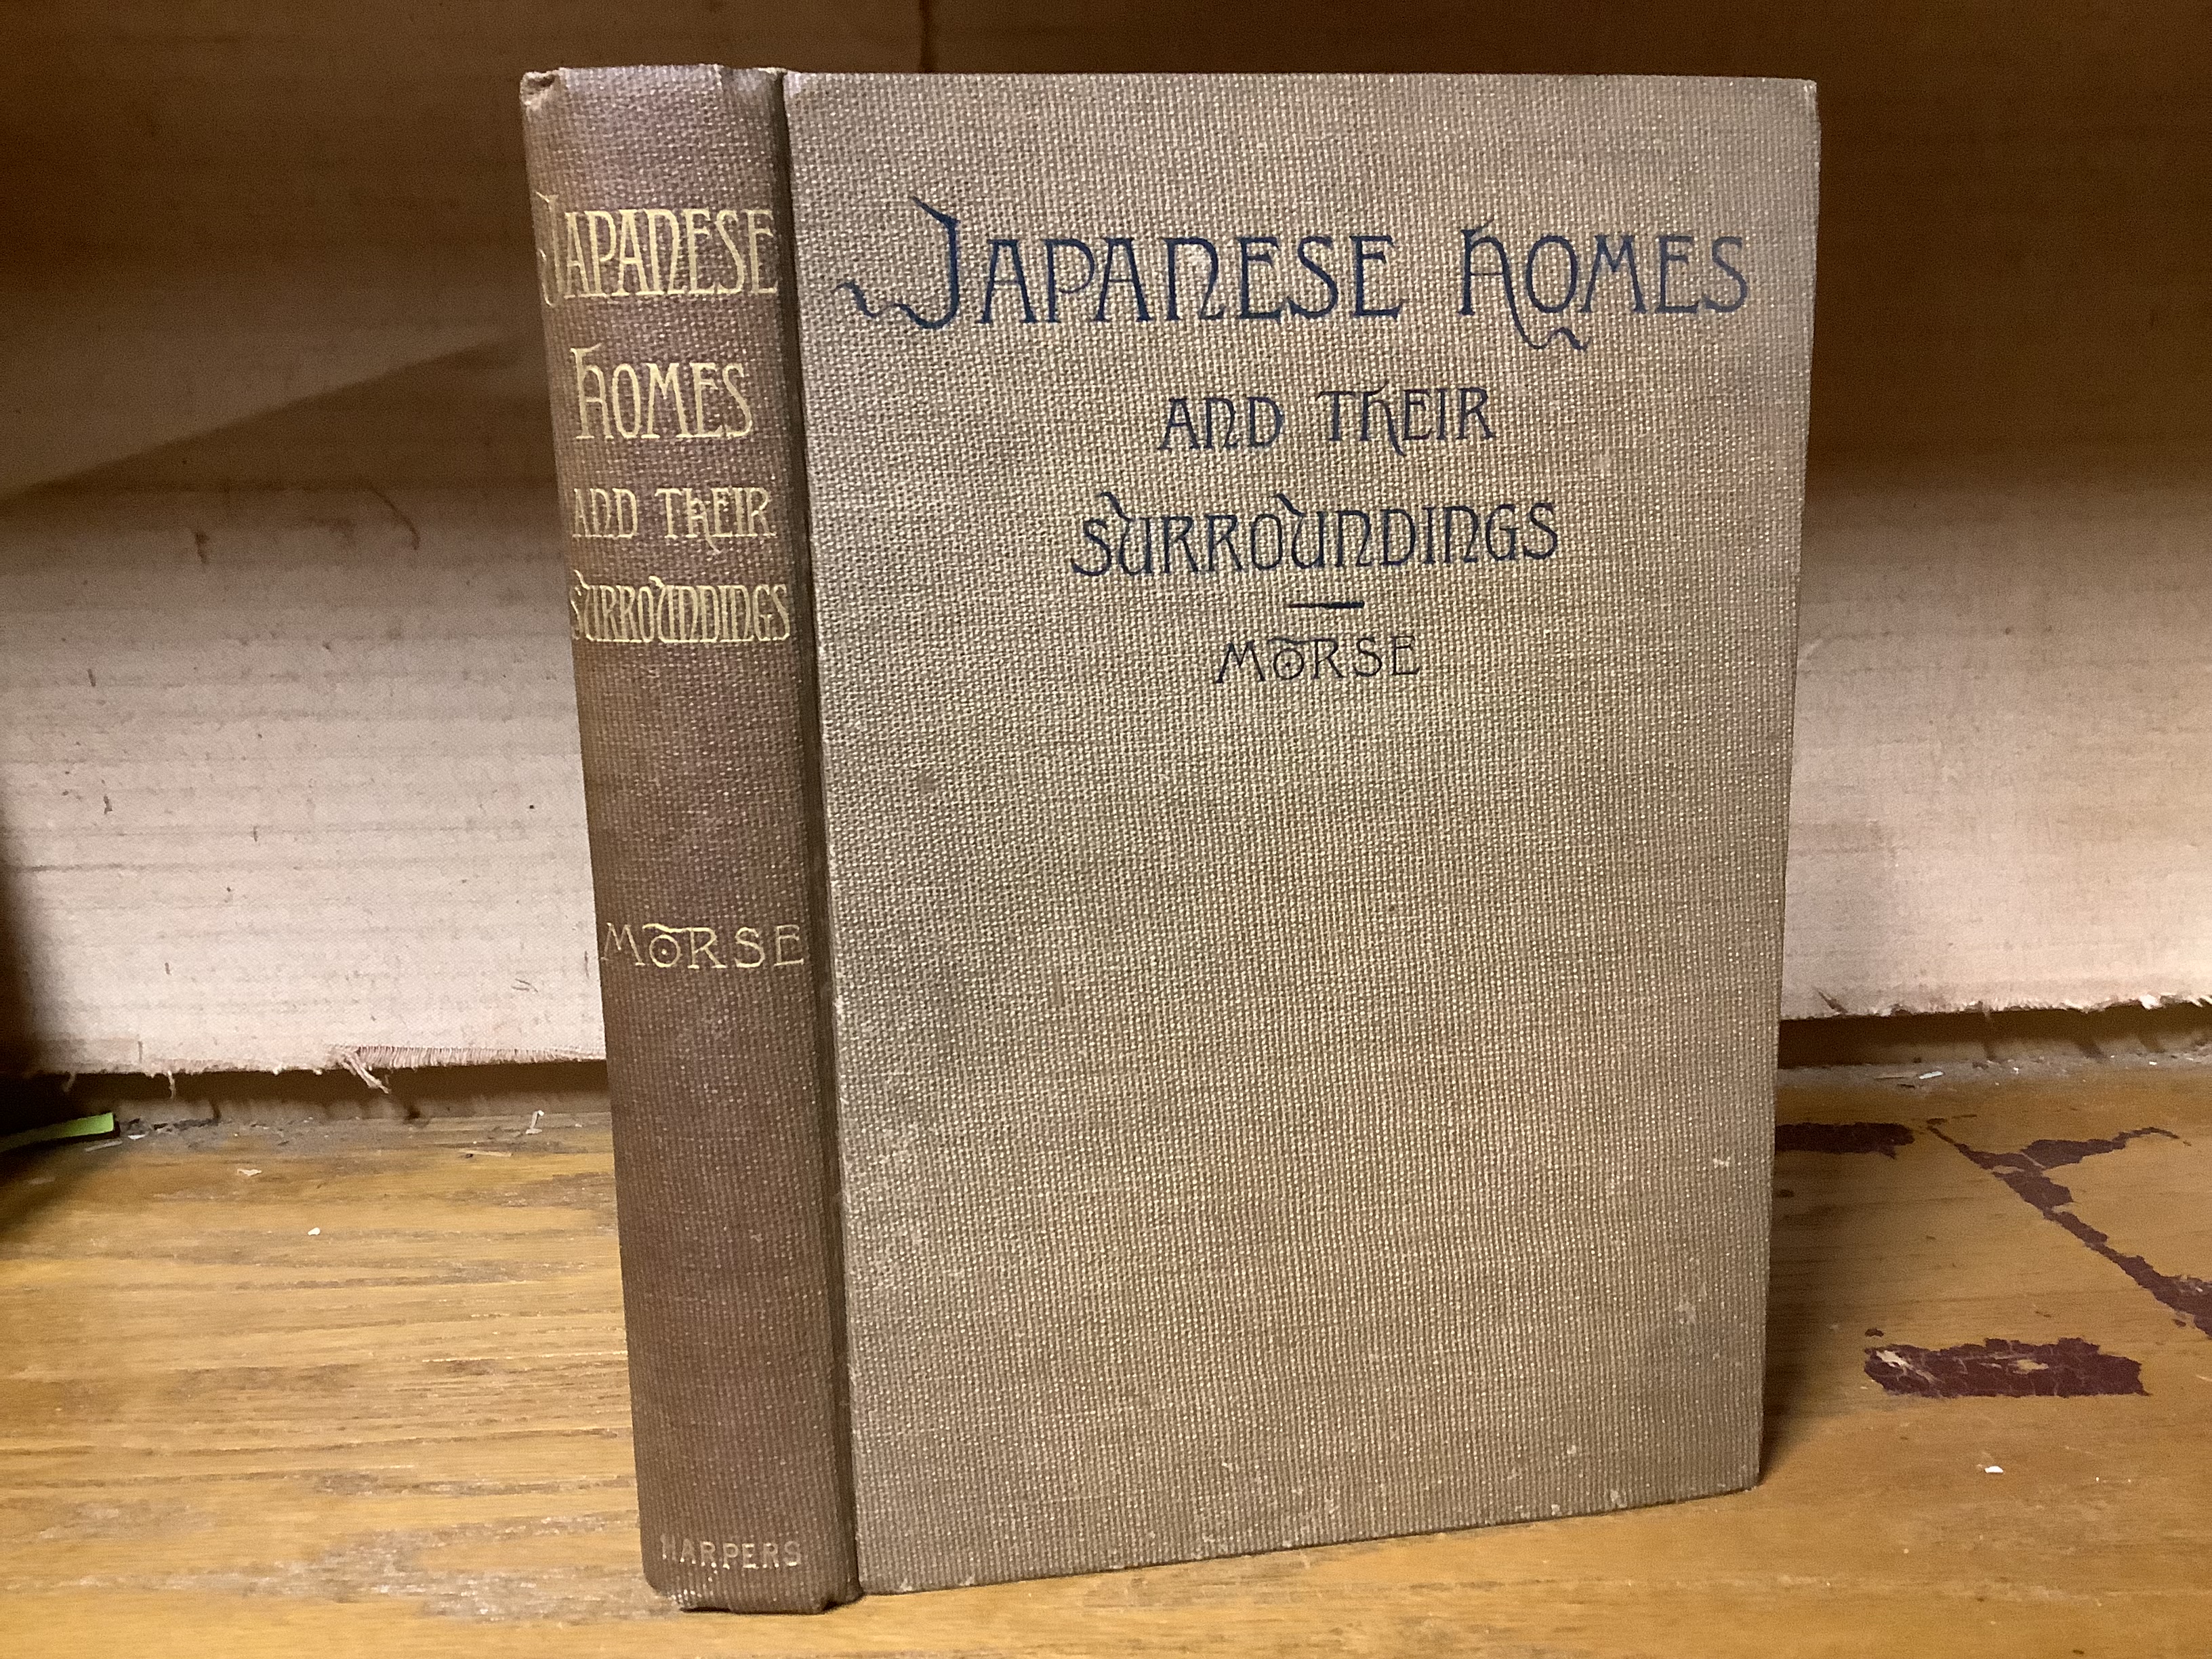 JAPANESE
HOMES
AND THEIR
SURROUNDINGS
MORSE
HARPERS
JAPANESE HOMES
AND THEIR
SURROUNDINGS
MORSE